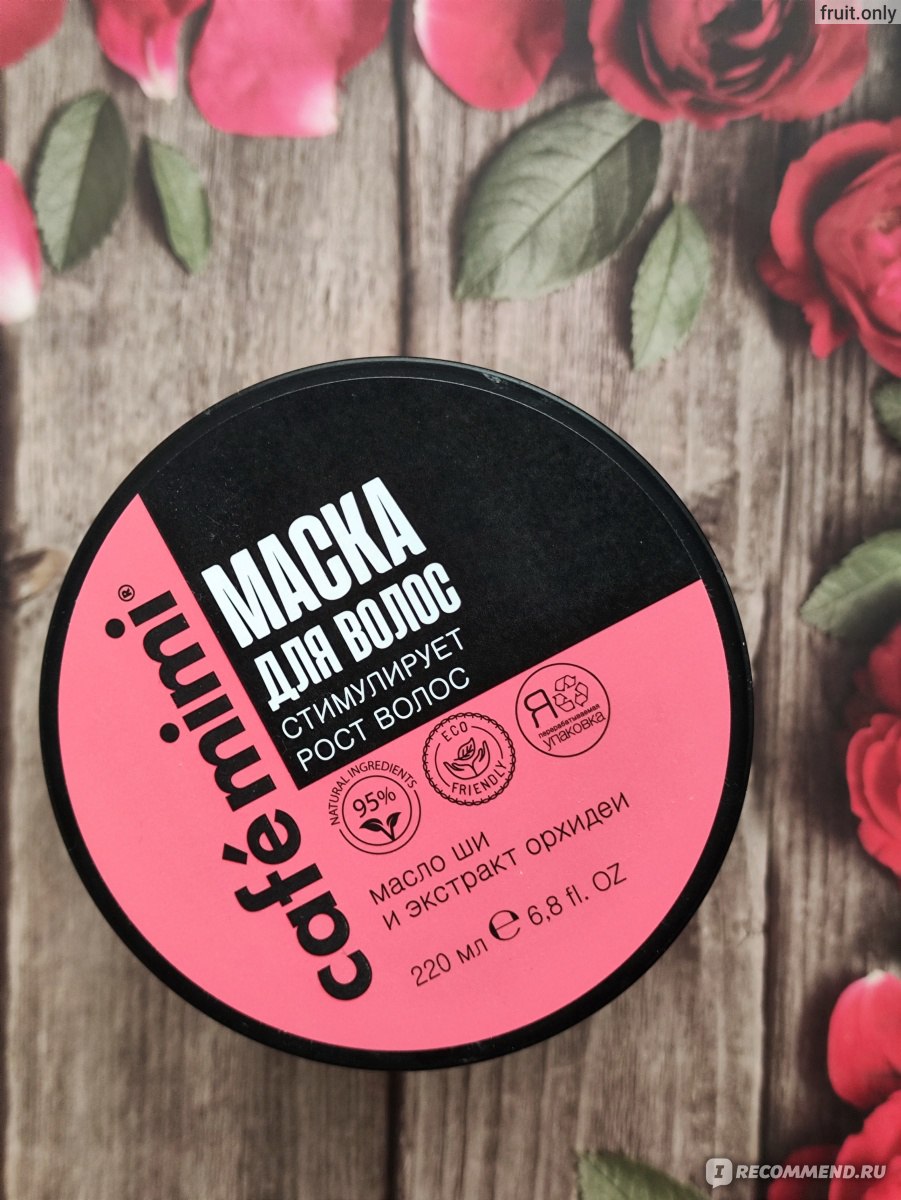 fruit.only
МАСКА
ДЛЯ ВОЛОС
СТИМУЛИРУЕТ
РОСТ ВОЛОС
café mimi®
NATURAL INGREDIENTS
95%
ECO
FRIENDLY
Я
перерабатываемая
упаковка
масло ши
и экстракт орхидеи
220 мл e 6,8 fl. OZ
I RECOMMEND.RU